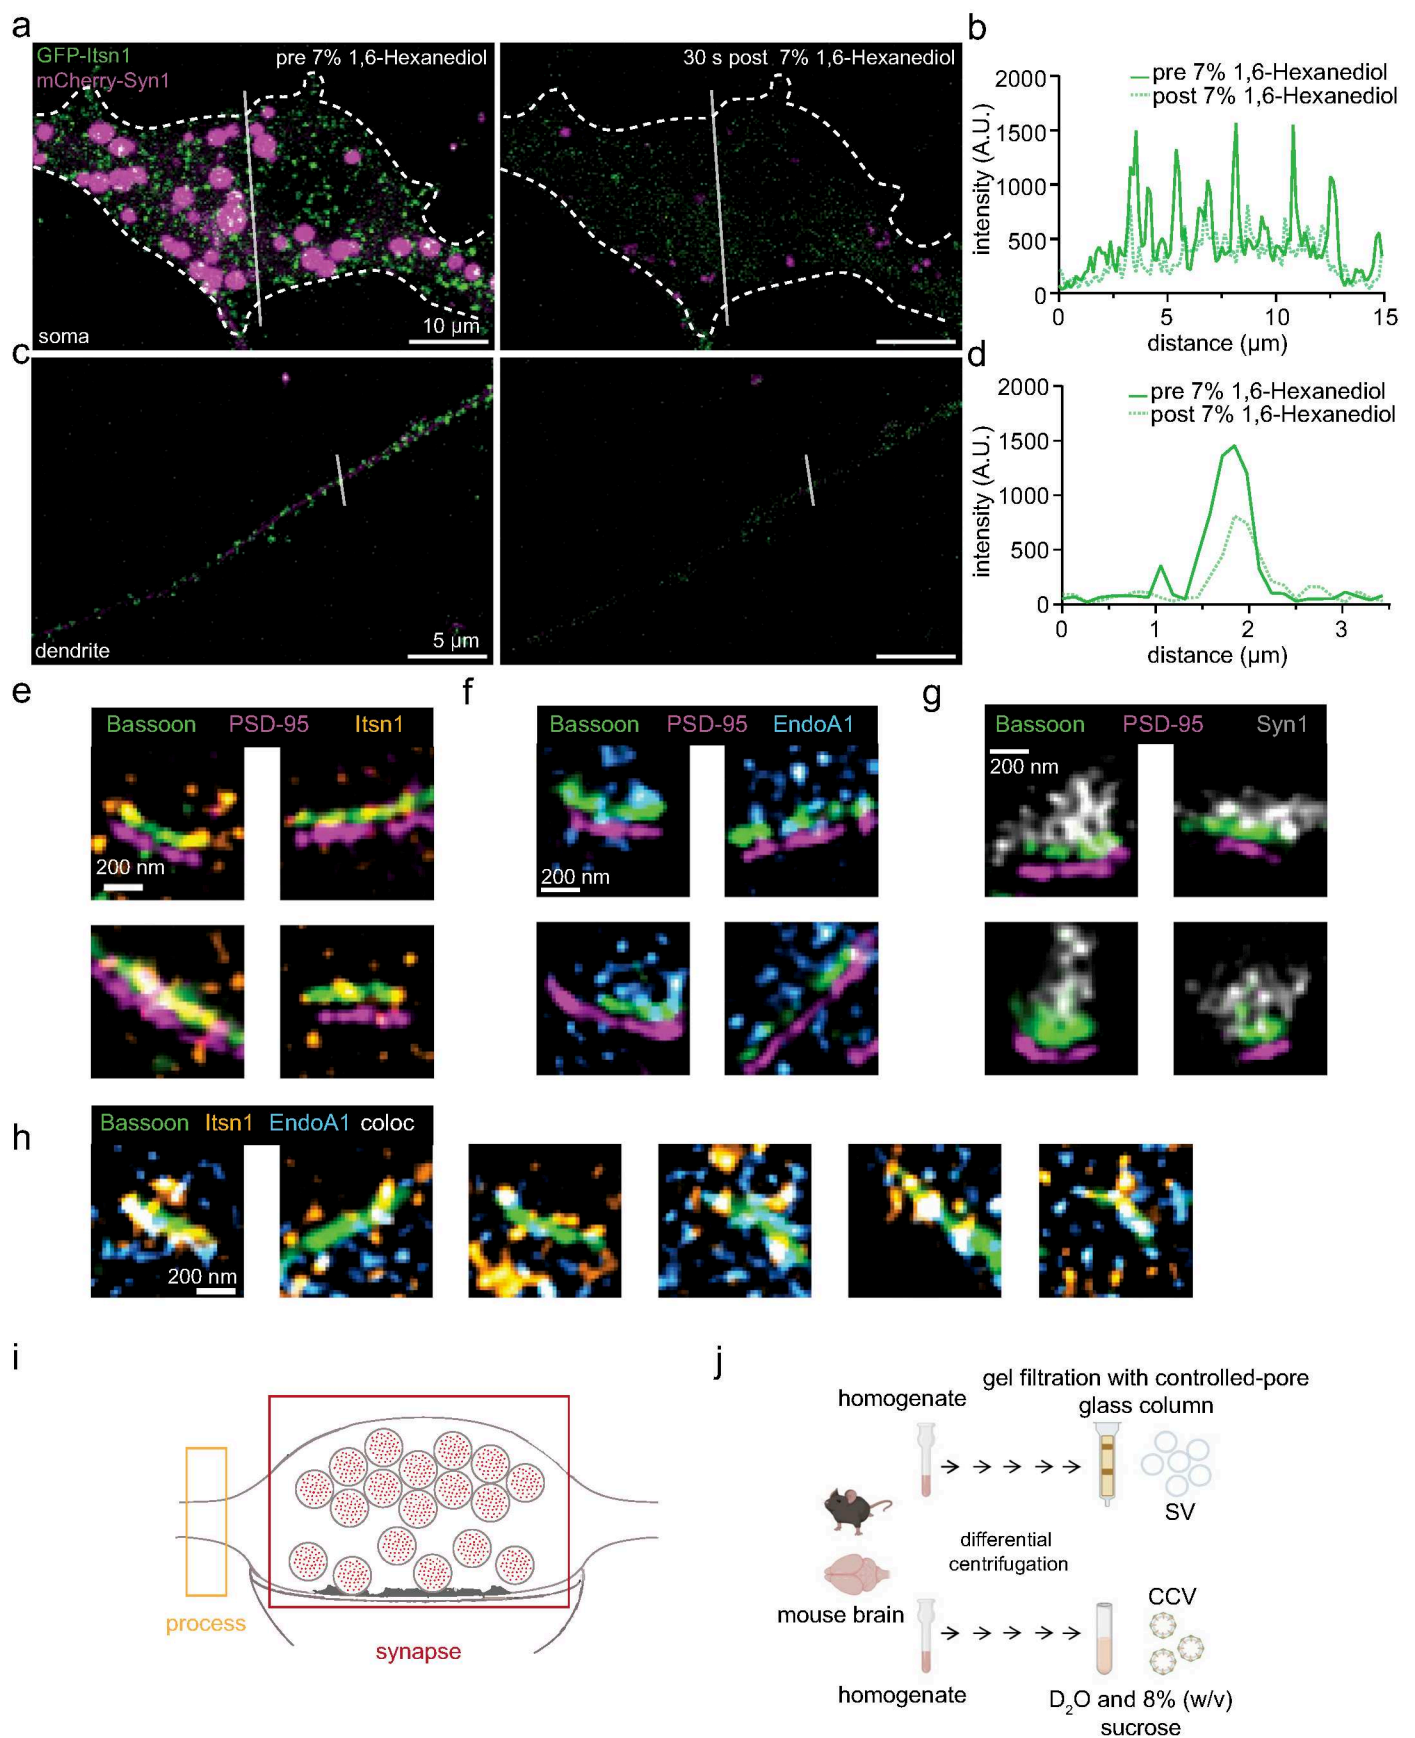 a
GFP-Itsn1
mCherry-Syn1
pre 7% 1,6-Hexanediol
soma
10 µm
30 s post 7% 1,6-Hexanediol
b
2000
1500
1000
500
0
intensity (A.U.)
pre 7% 1,6-Hexanediol
post 7% 1,6-Hexanediol
0
5
10
15
distance (µm)
c
dendrite
5 µm
d
2000
1500
1000
500
0
intensity (A.U.)
pre 7% 1,6-Hexanediol
post 7% 1,6-Hexanediol
0
1
2
3
distance (µm)
e
Bassoon PSD-95 Itsn1
200 nm
f
Bassoon PSD-95 EndoA1
200 nm
g
Bassoon PSD-95 Syn1
200 nm
h
Bassoon Itsn1 EndoA1 coloc
200 nm
i
process
synapse
j
homogenate
gel filtration with controlled-pore
glass column
SV
differential
centrifugation
mouse brain
CCV
homogenate
D₂O and 8% (w/v)
sucrose